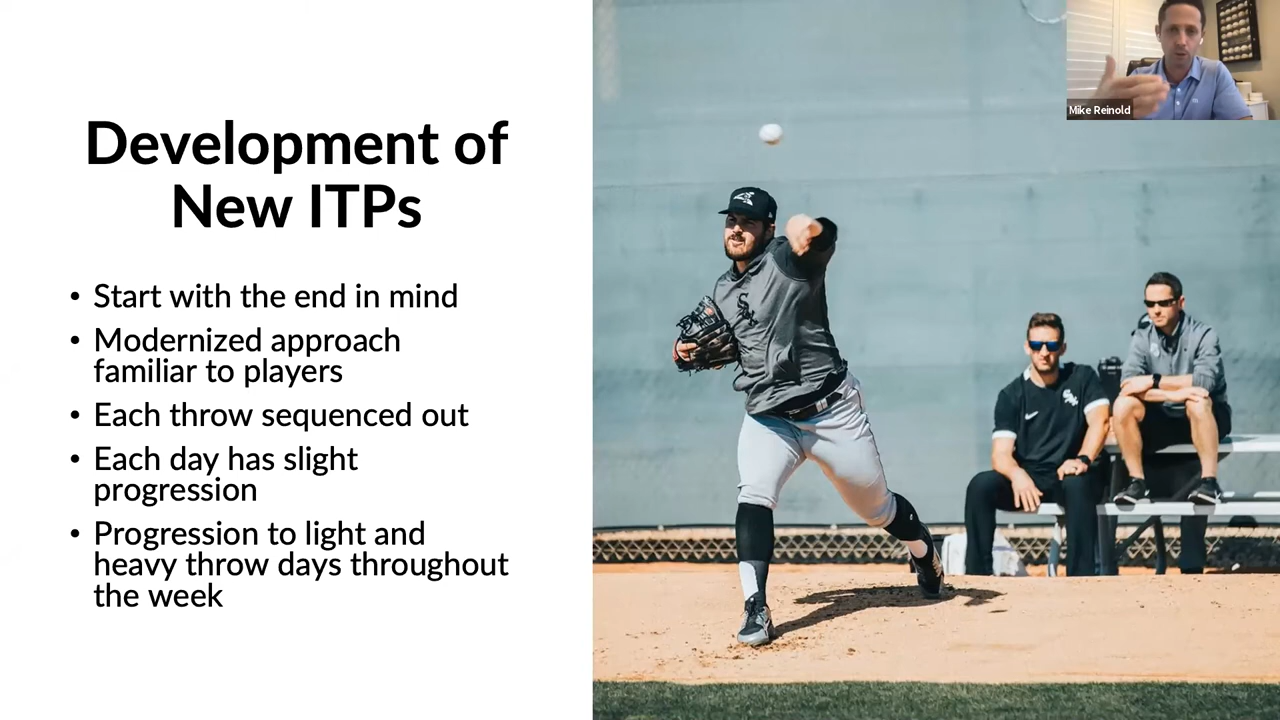 Development of
New ITPs
• Start with the end in mind
• Modernized approach
familiar to players
• Each throw sequenced out
• Each day has slight
progression
• Progression to light and
heavy throw days throughout
the week
Mike Reinold